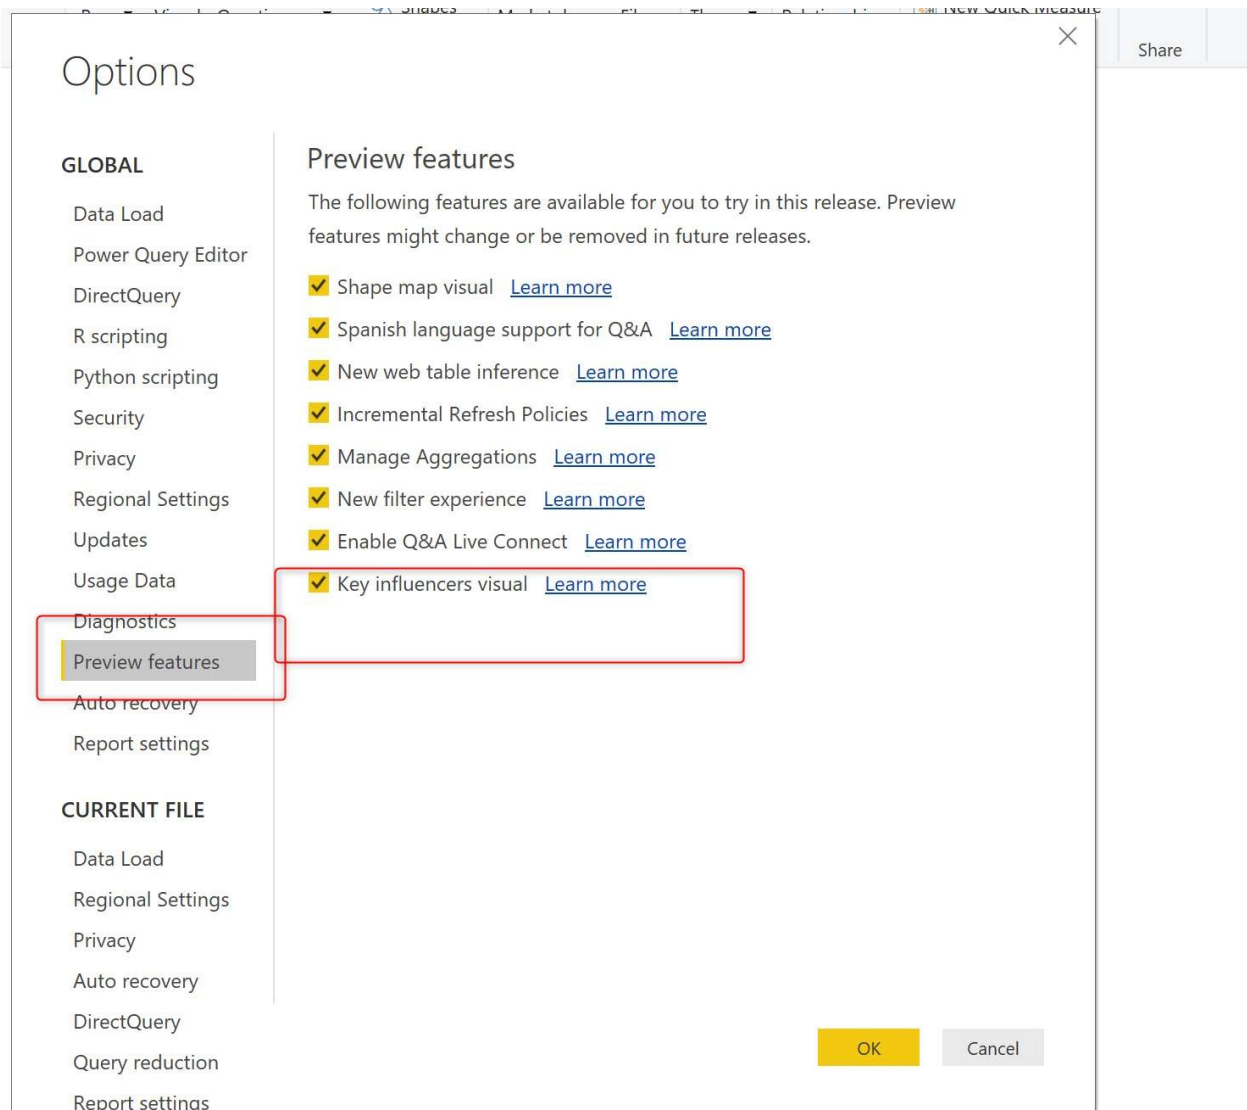 Shapes
New Quick Measure
Share
Options
GLOBAL
Data Load
Power Query Editor
DirectQuery
R scripting
Python scripting
Security
Privacy
Regional Settings
Updates
Usage Data
Diagnostics
Preview features
Auto recovery
Report settings
CURRENT FILE
Data Load
Regional Settings
Privacy
Auto recovery
DirectQuery
Query reduction
Report settings
Preview features
The following features are available for you to try in this release. Preview
features might change or be removed in future releases.
Shape map visual Learn more
Spanish language support for Q&A Learn more
New web table inference Learn more
Incremental Refresh Policies Learn more
Manage Aggregations Learn more
New filter experience Learn more
Enable Q&A Live Connect Learn more
Key influencers visual Learn more
OK Cancel